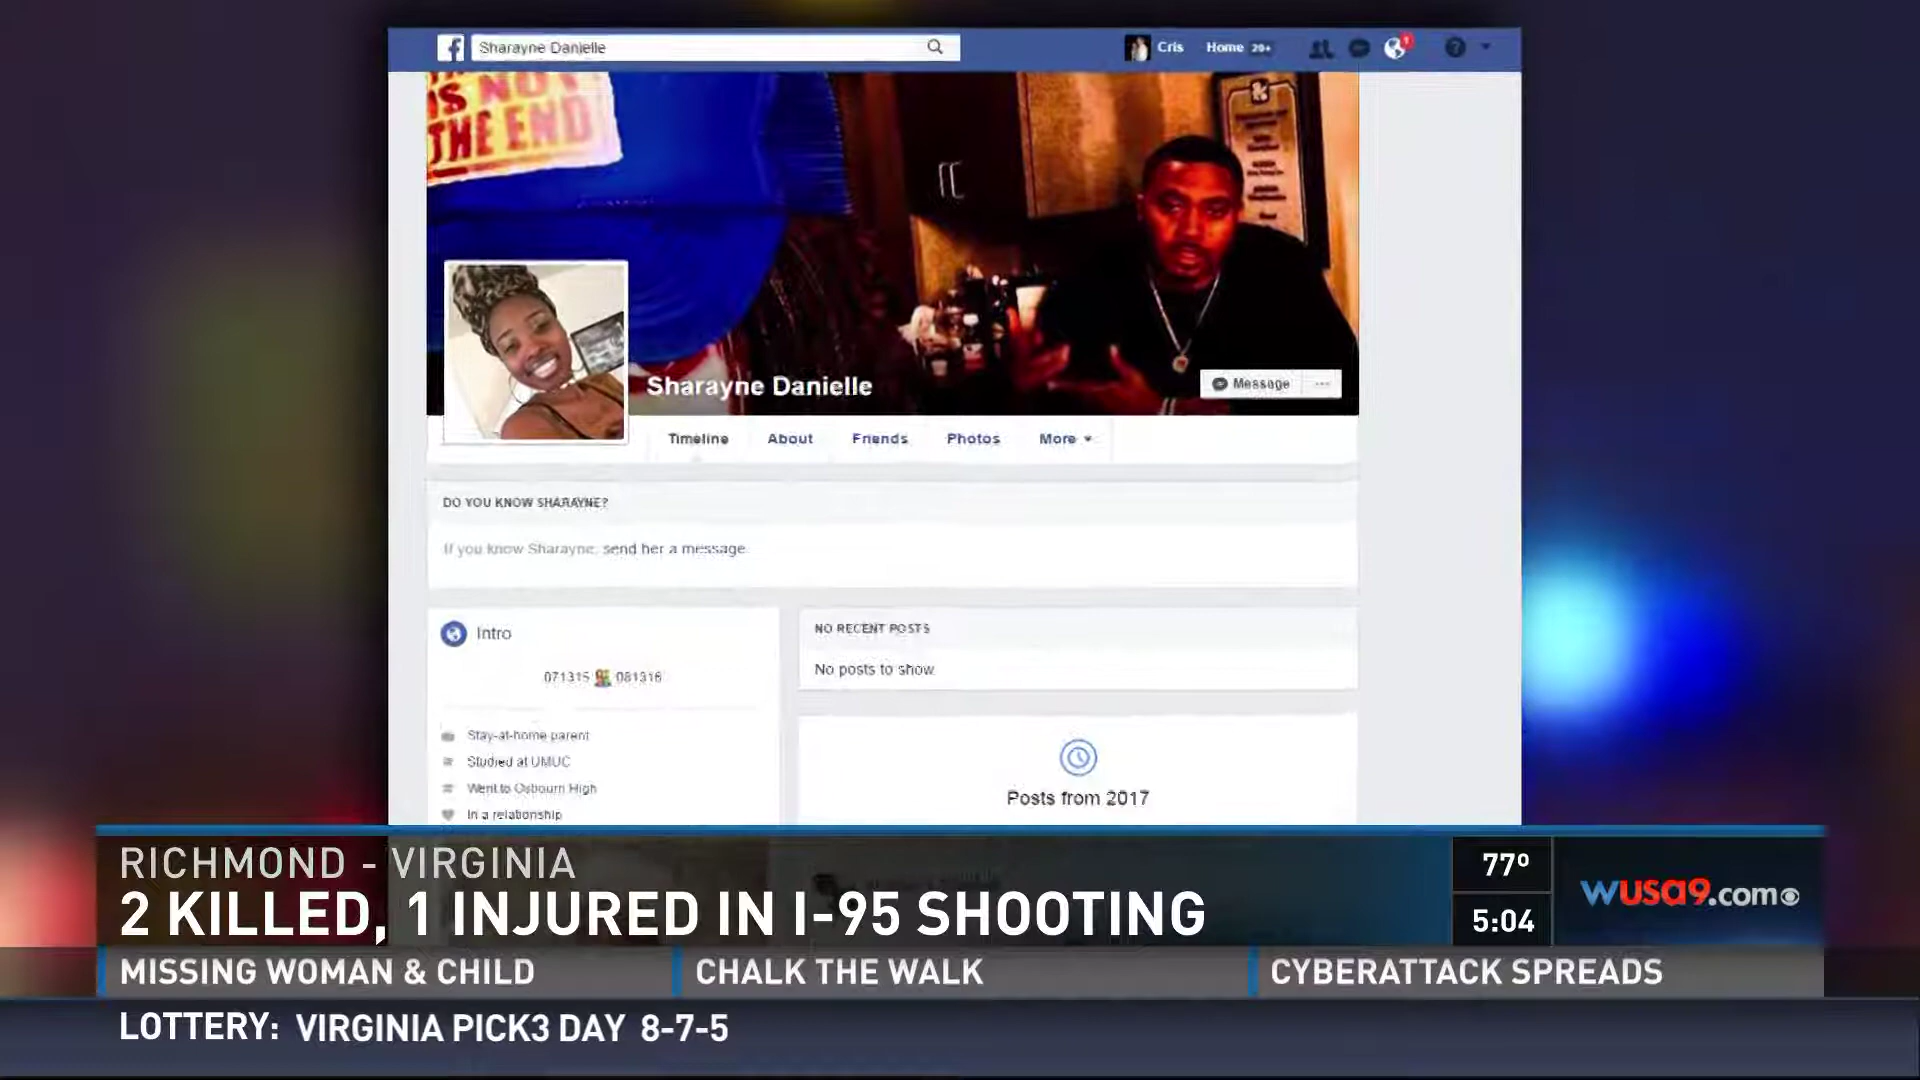 Sharayne Danielle
Cris
Home 20+
IS NOT
THE END
Sharayne Danielle
Message
Timeline
About
Friends
Photos
More
DO YOU KNOW SHARAYNE?
If you know Sharayne, send her a message.
Intro
071315 081316
Stay-at-home parent
Studied at UMUC
Went to Osbourn High
In a relationship
NO RECENT POSTS
No posts to show
Posts from 2017
RICHMOND - VIRGINIA
2 KILLED, 1 INJURED IN I-95 SHOOTING
77°
5:04
WUSA9.com
MISSING WOMAN & CHILD
CHALK THE WALK
CYBERATTACK SPREADS
LOTTERY: VIRGINIA PICK3 DAY 8-7-5